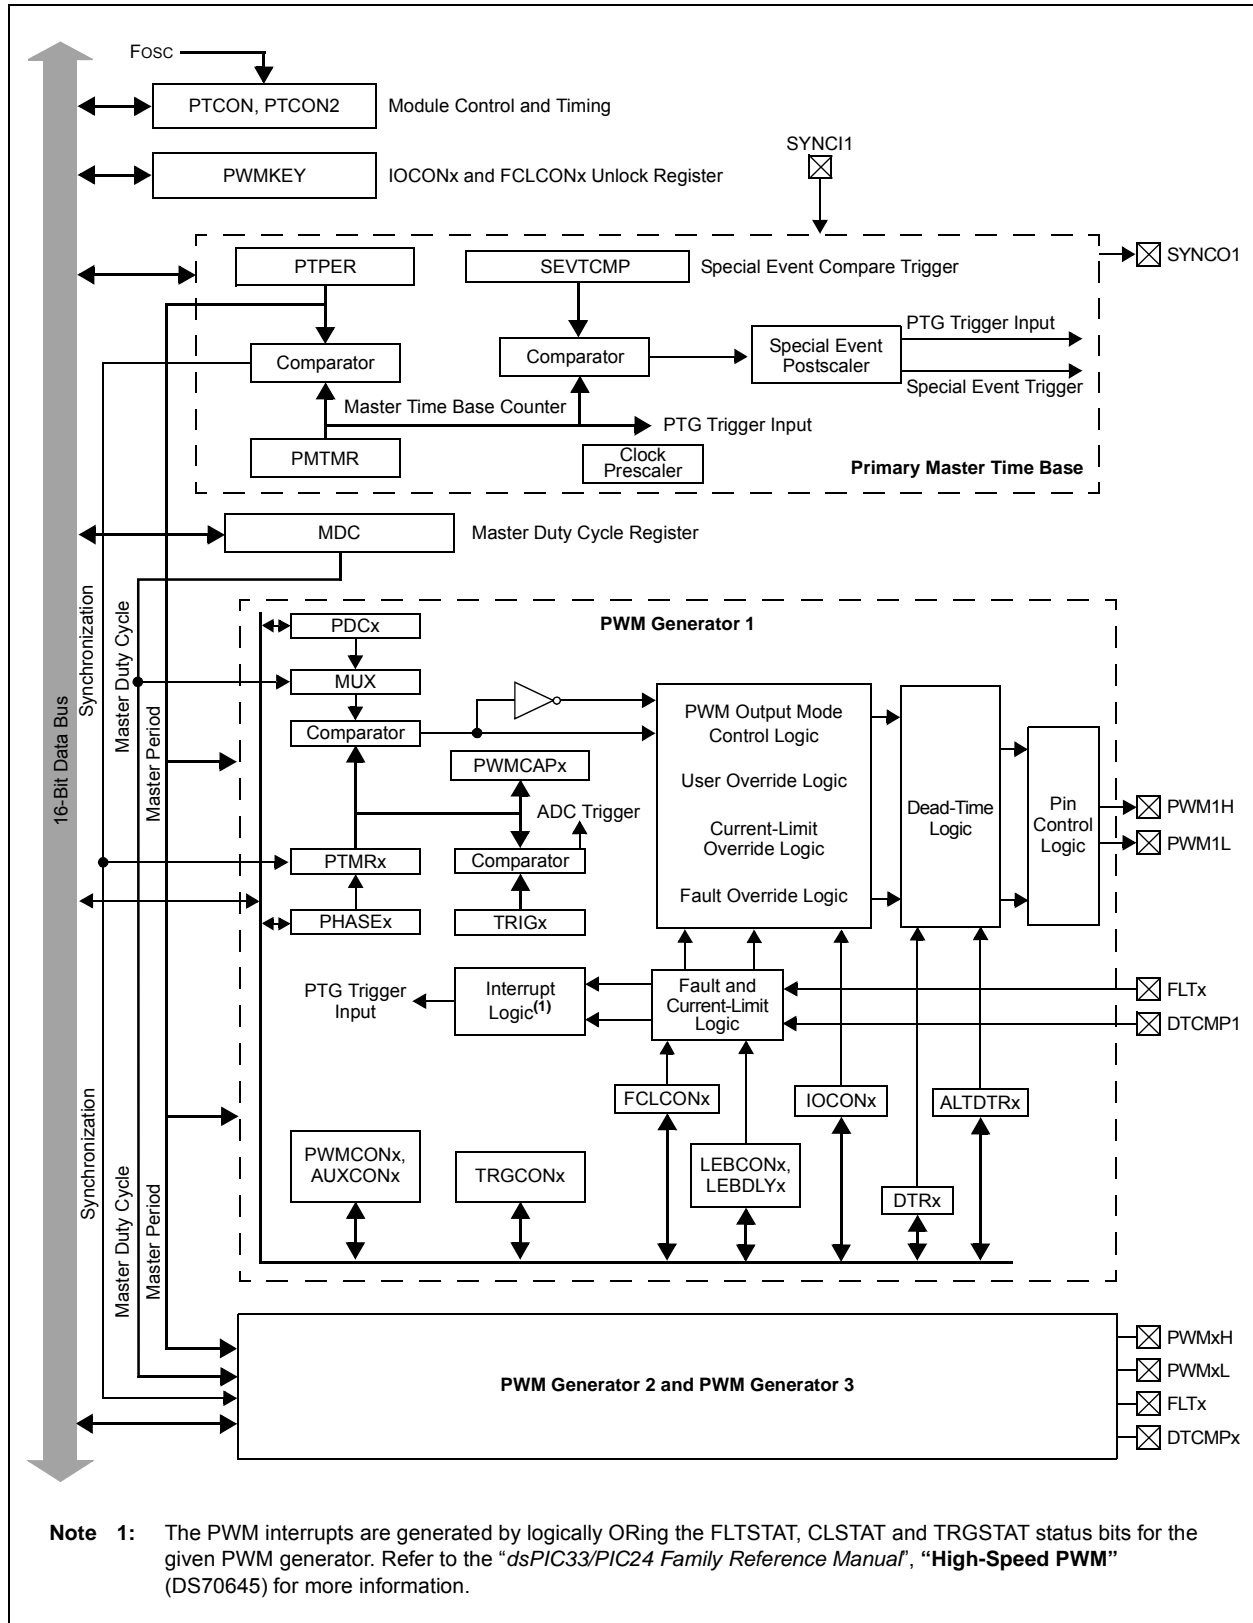 FOSC
PTCON, PTCON2
Module Control and Timing
SYNCI1
PWMKEY
IOCONx and FCLCONx Unlock Register
SYNCO1
PTPER
SEVTCMP
Special Event Compare Trigger
PTG Trigger Input
Comparator
Comparator
Special Event
Postscaler
Special Event Trigger
Master Time Base Counter
PTG Trigger Input
PMTMR
Clock
Prescaler
Primary Master Time Base
MDC
Master Duty Cycle Register
16-Bit Data Bus
Synchronization
Master Duty Cycle
Master Period
PWM Generator 1
PDCx
MUX
Comparator
PWMCAPx
ADC Trigger
PTMRx
Comparator
PHASEx
TRIGx
PWM Output Mode
Control Logic
User Override Logic
Current-Limit
Override Logic
Fault Override Logic
Dead-Time
Logic
Pin
Control
Logic
PWM1H
PWM1L
PTG Trigger
Input
Interrupt
Logic(1)
Fault and
Current-Limit
Logic
FLTx
DTCMP1
FCLCONx
IOCONx
ALTDTRx
PWMCONx,
AUXCONx
TRGCONx
LEBCONx,
LEBDLYx
DTRx
Synchronization
Master Duty Cycle
Master Period
PWM Generator 2 and PWM Generator 3
PWMxH
PWMxL
FLTx
DTCMPx
Note 1: The PWM interrupts are generated by logically ORing the FLTSTAT, CLSTAT and TRGSTAT status bits for the
given PWM generator. Refer to the “dsPIC33/PIC24 Family Reference Manual”, “High-Speed PWM”
(DS70645) for more information.